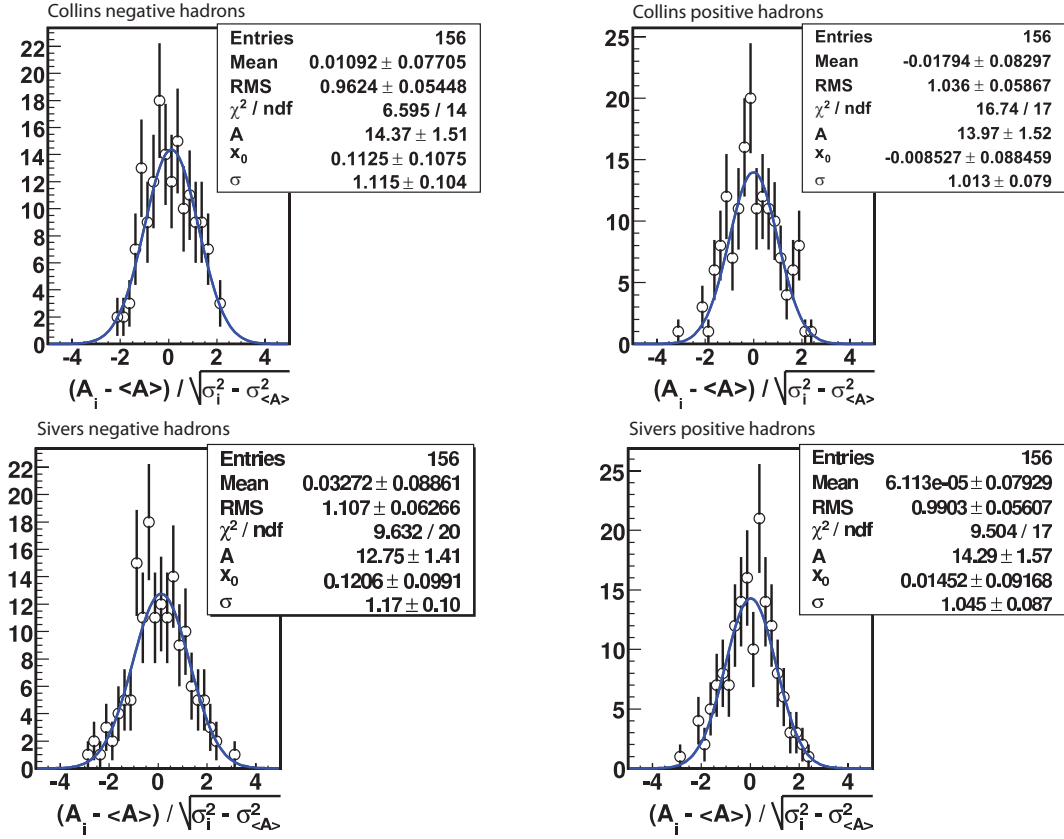 Collins negative hadrons
Entries 156
Mean 0.01092 ± 0.07705
RMS 0.9624 ± 0.05448
χ² / ndf 6.595 / 14
A 14.37 ± 1.51
x₀ 0.1125 ± 0.1075
σ 1.115 ± 0.104
22
20
18
16
14
12
10
8
6
4
2
0
-4 -2 0 2 4
(A_i - <A>) / √σ_i² - σ²_<A>
Collins positive hadrons
Entries 156
Mean -0.01794 ± 0.08297
RMS 1.036 ± 0.05867
χ² / ndf 16.74 / 17
A 13.97 ± 1.52
x₀ -0.008527 ± 0.088459
σ 1.013 ± 0.079
25
20
15
10
5
0
-4 -2 0 2 4
(A_i - <A>) / √σ_i² - σ²_<A>
Sivers negative hadrons
Entries 156
Mean 0.03272 ± 0.08861
RMS 1.107 ± 0.06266
χ² / ndf 9.632 / 20
A 12.75 ± 1.41
x₀ 0.1206 ± 0.0991
σ 1.17 ± 0.10
22
20
18
16
14
12
10
8
6
4
2
0
-4 -2 0 2 4
(A_i - <A>) / √σ_i² - σ²_<A>
Sivers positive hadrons
Entries 156
Mean 6.113e-05 ± 0.07929
RMS 0.9903 ± 0.05607
χ² / ndf 9.504 / 17
A 14.29 ± 1.57
x₀ 0.01452 ± 0.09168
σ 1.045 ± 0.087
25
20
15
10
5
0
-4 -2 0 2 4
(A_i - <A>) / √σ_i² - σ²_<A>